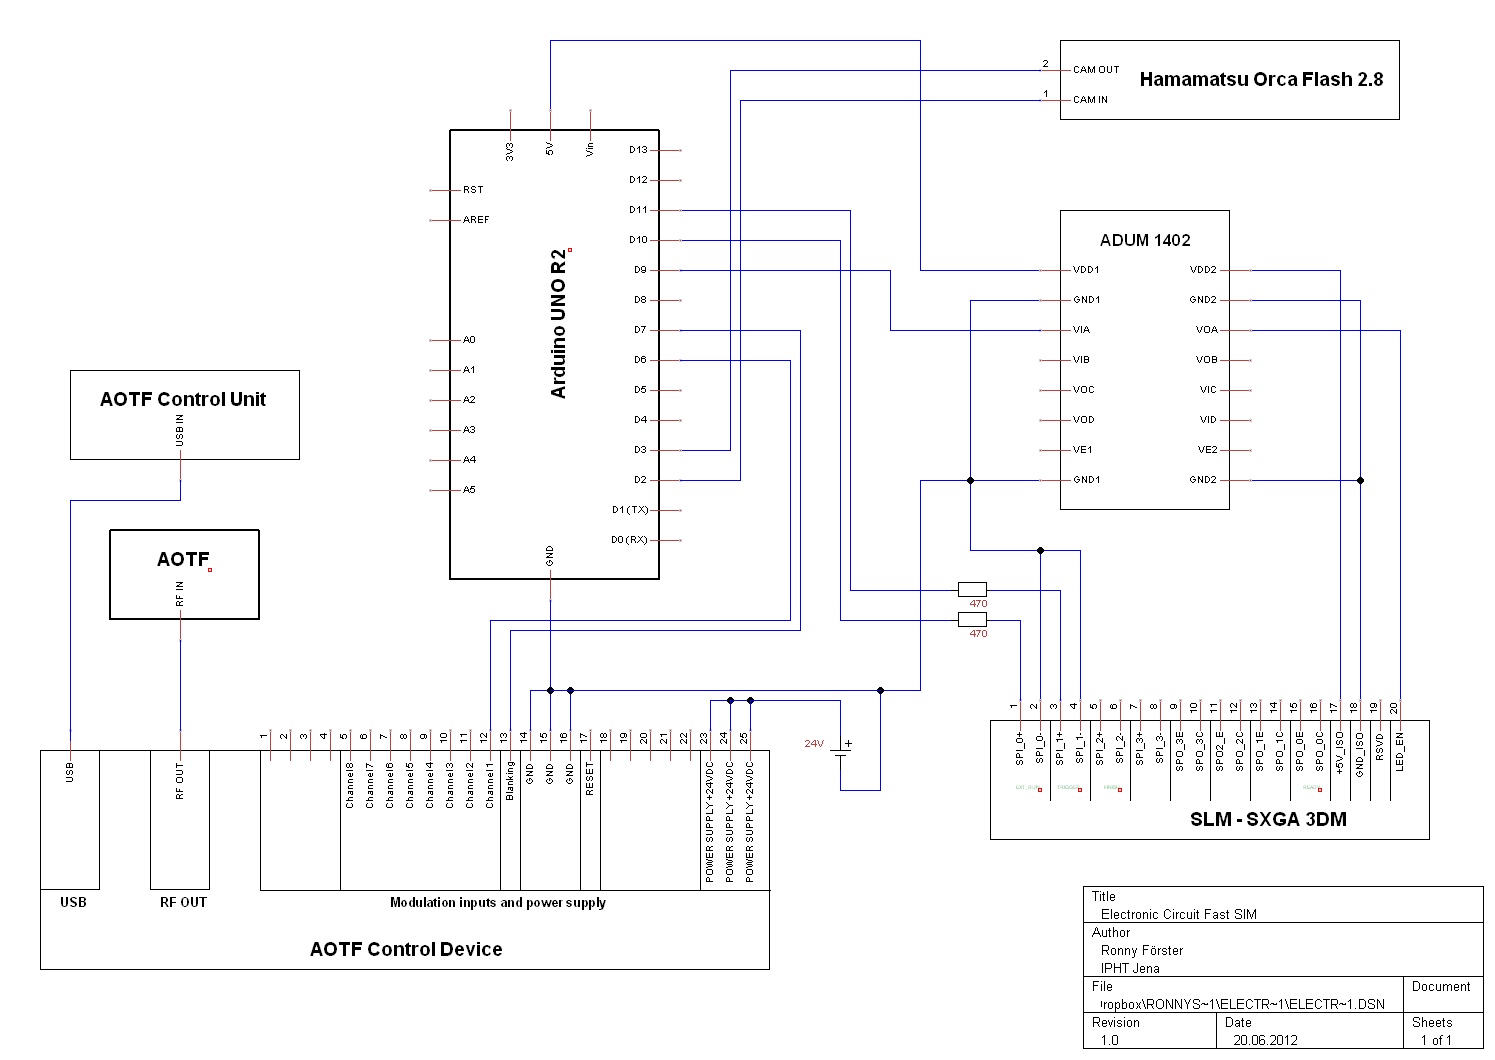 Hamamatsu Orca Flash 2.8
2
CAM OUT
1
CAM IN
3V3
5V
Vin
Arduino UNO R2
RST
AREF
A0
A1
A2
A3
A4
A5
D13
D12
D11
D10
D9
D8
D7
D6
D5
D4
D3
D2
D1(TX)
D0(RX)
GND
ADUM 1402
VDD1
GND1
VIA
VIB
VOC
VOD
VE1
GND1
VDD2
GND2
VOA
VOB
VIC
VID
VE2
GND2
AOTF Control Unit
USB IN
AOTF
RF IN
470
470
24V
+
USB
RF OUT
1
2
3
4
5
6
7
8
9
10
11
12
13
14
15
16
17
18
19
20
21
22
23
24
25
Channel8
Channel7
Channel6
Channel5
Channel4
Channel3
Channel2
Channel1
Blanking
GND
GND
GND
RESET
POWER SUPPLY +24VDC
POWER SUPPLY +24VDC
POWER SUPPLY +24VDC
USB
RF OUT
Modulation inputs and power supply
AOTF Control Device
1
2
3
4
5
6
7
8
9
10
11
12
13
14
15
16
17
18
19
20
SPI_0+
SPI_0-
SPI_1+
SPI_1-
SPI_2+
SPI_2-
SPI_3+
SPI_3-
SPO_3E
SPO_3C
SPO2_E
SPO_2C
SPO_1E
SPO_1C
SPO_0E
SPO_0C
+5V_ISO
GND_ISO
RSVD
LED_EN
TRIGGER
READY
SLM - SXGA 3DM
Title
Electronic Circuit Fast SIM
Author
Ronny Förster
IPHT Jena
File
ropbox\RONNYS~1\ELECTR~1\ELECTR~1.DSN
Document
Revision
1.0
Date
20.06.2012
Sheets
1 of 1